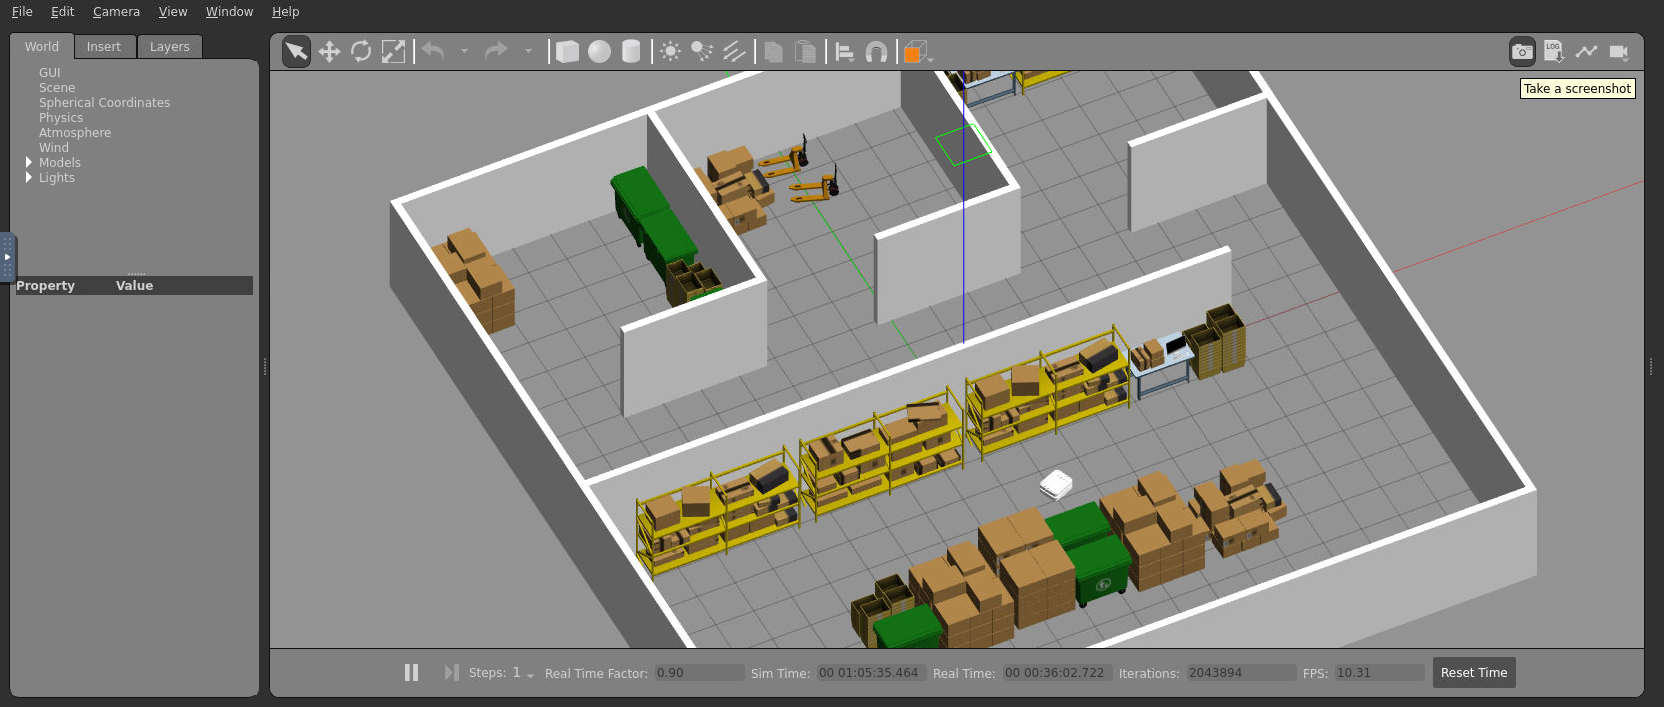 File Edit Camera View Window Help
World Insert Layers
LOG
Take a screenshot
GUI
Scene
Spherical Coordinates
Physics
Atmosphere
Wind
Models
Lights
Property Value
Steps: 1 Real Time Factor: 0.90 Sim Time: 00 01:05:35.464 Real Time: 00 00:36:02.722 Iterations: 2043894 FPS: 10.31 Reset Time